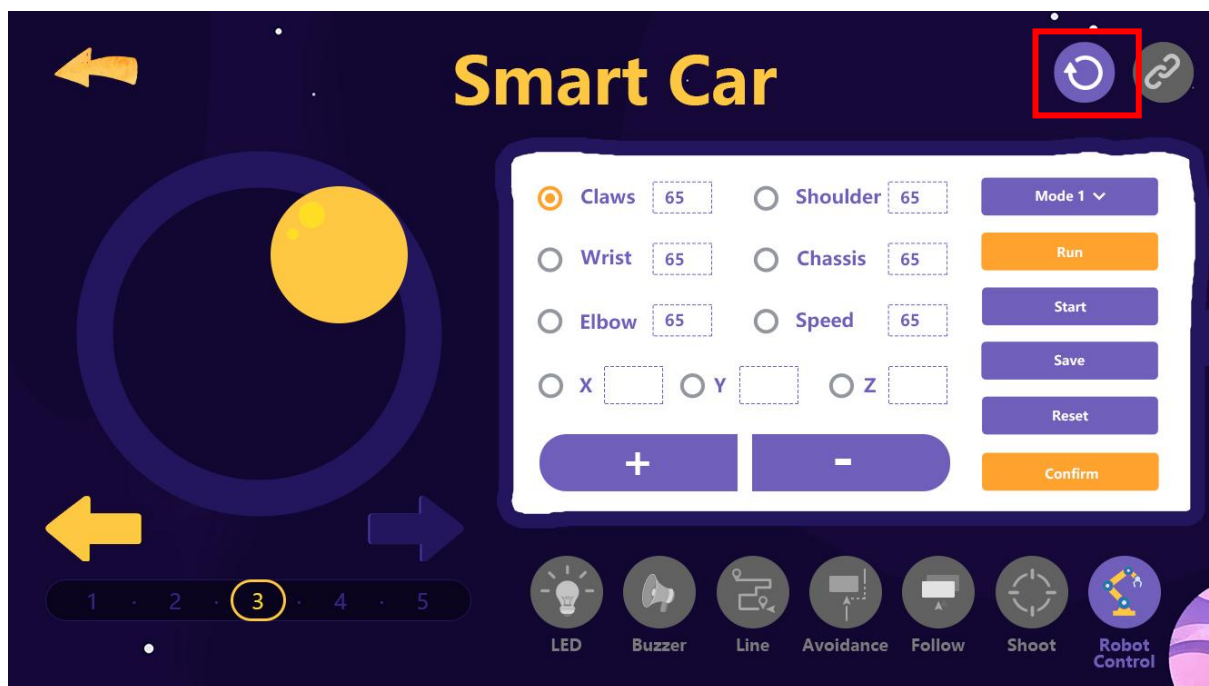 Smart Car
Claws 65 Shoulder 65 Mode 1
Wrist 65 Chassis 65 Run
Elbow 65 Speed 65 Start
Save
X Y Z
Reset
+ -
Confirm
1 · 2 · 3 · 4 · 5
LED Buzzer Line Avoidance Follow Shoot Robot
Control